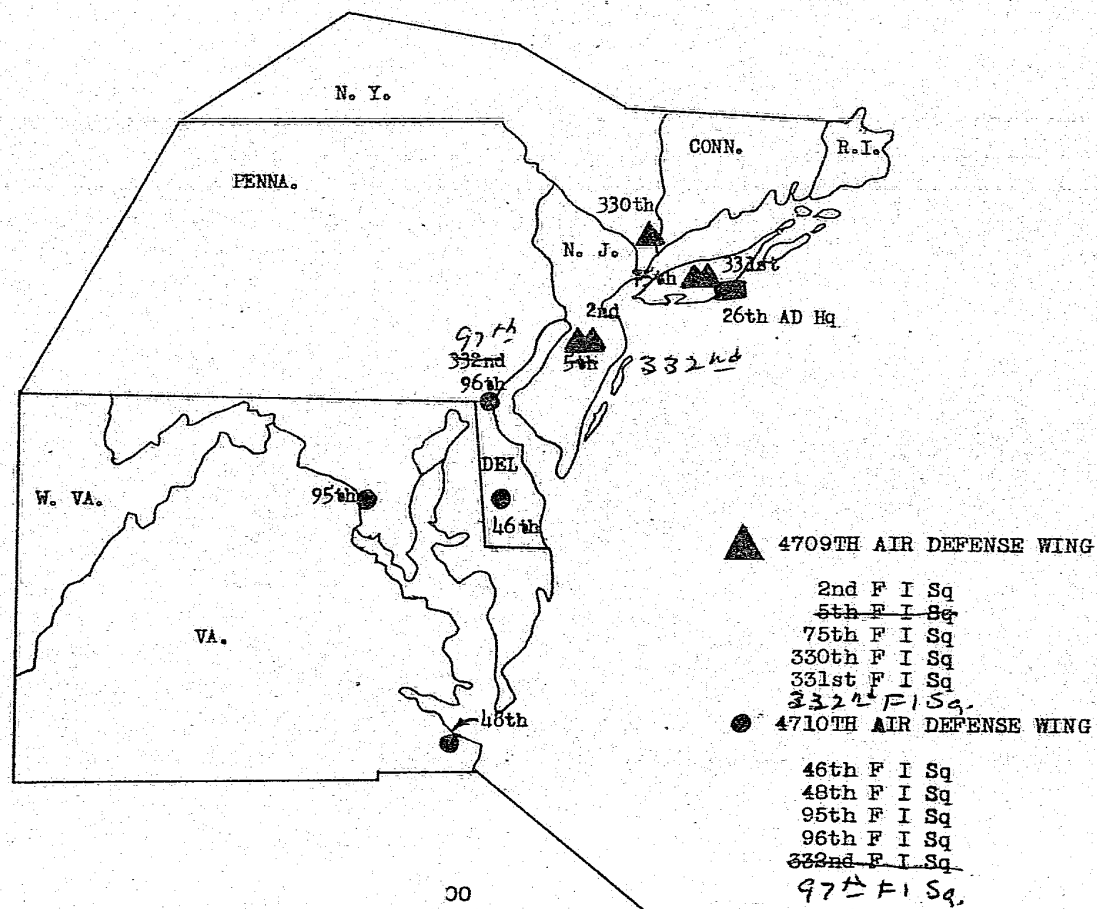 N. Y.
CONN.
R.I.
PENNA.
330th
N. J.
75th
331st
26th AD Hq
2nd
5th
332nd
97th
332nd
96th
DEL
W. VA.
95th
46th
VA.
48th
4709TH AIR DEFENSE WING
2nd F I Sq
5th F I Sq
75th F I Sq
330th F I Sq
331st F I Sq
332nd F I Sq.
4710TH AIR DEFENSE WING
46th F I Sq
48th F I Sq
95th F I Sq
96th F I Sq
332nd F I Sq
97th F I Sq.